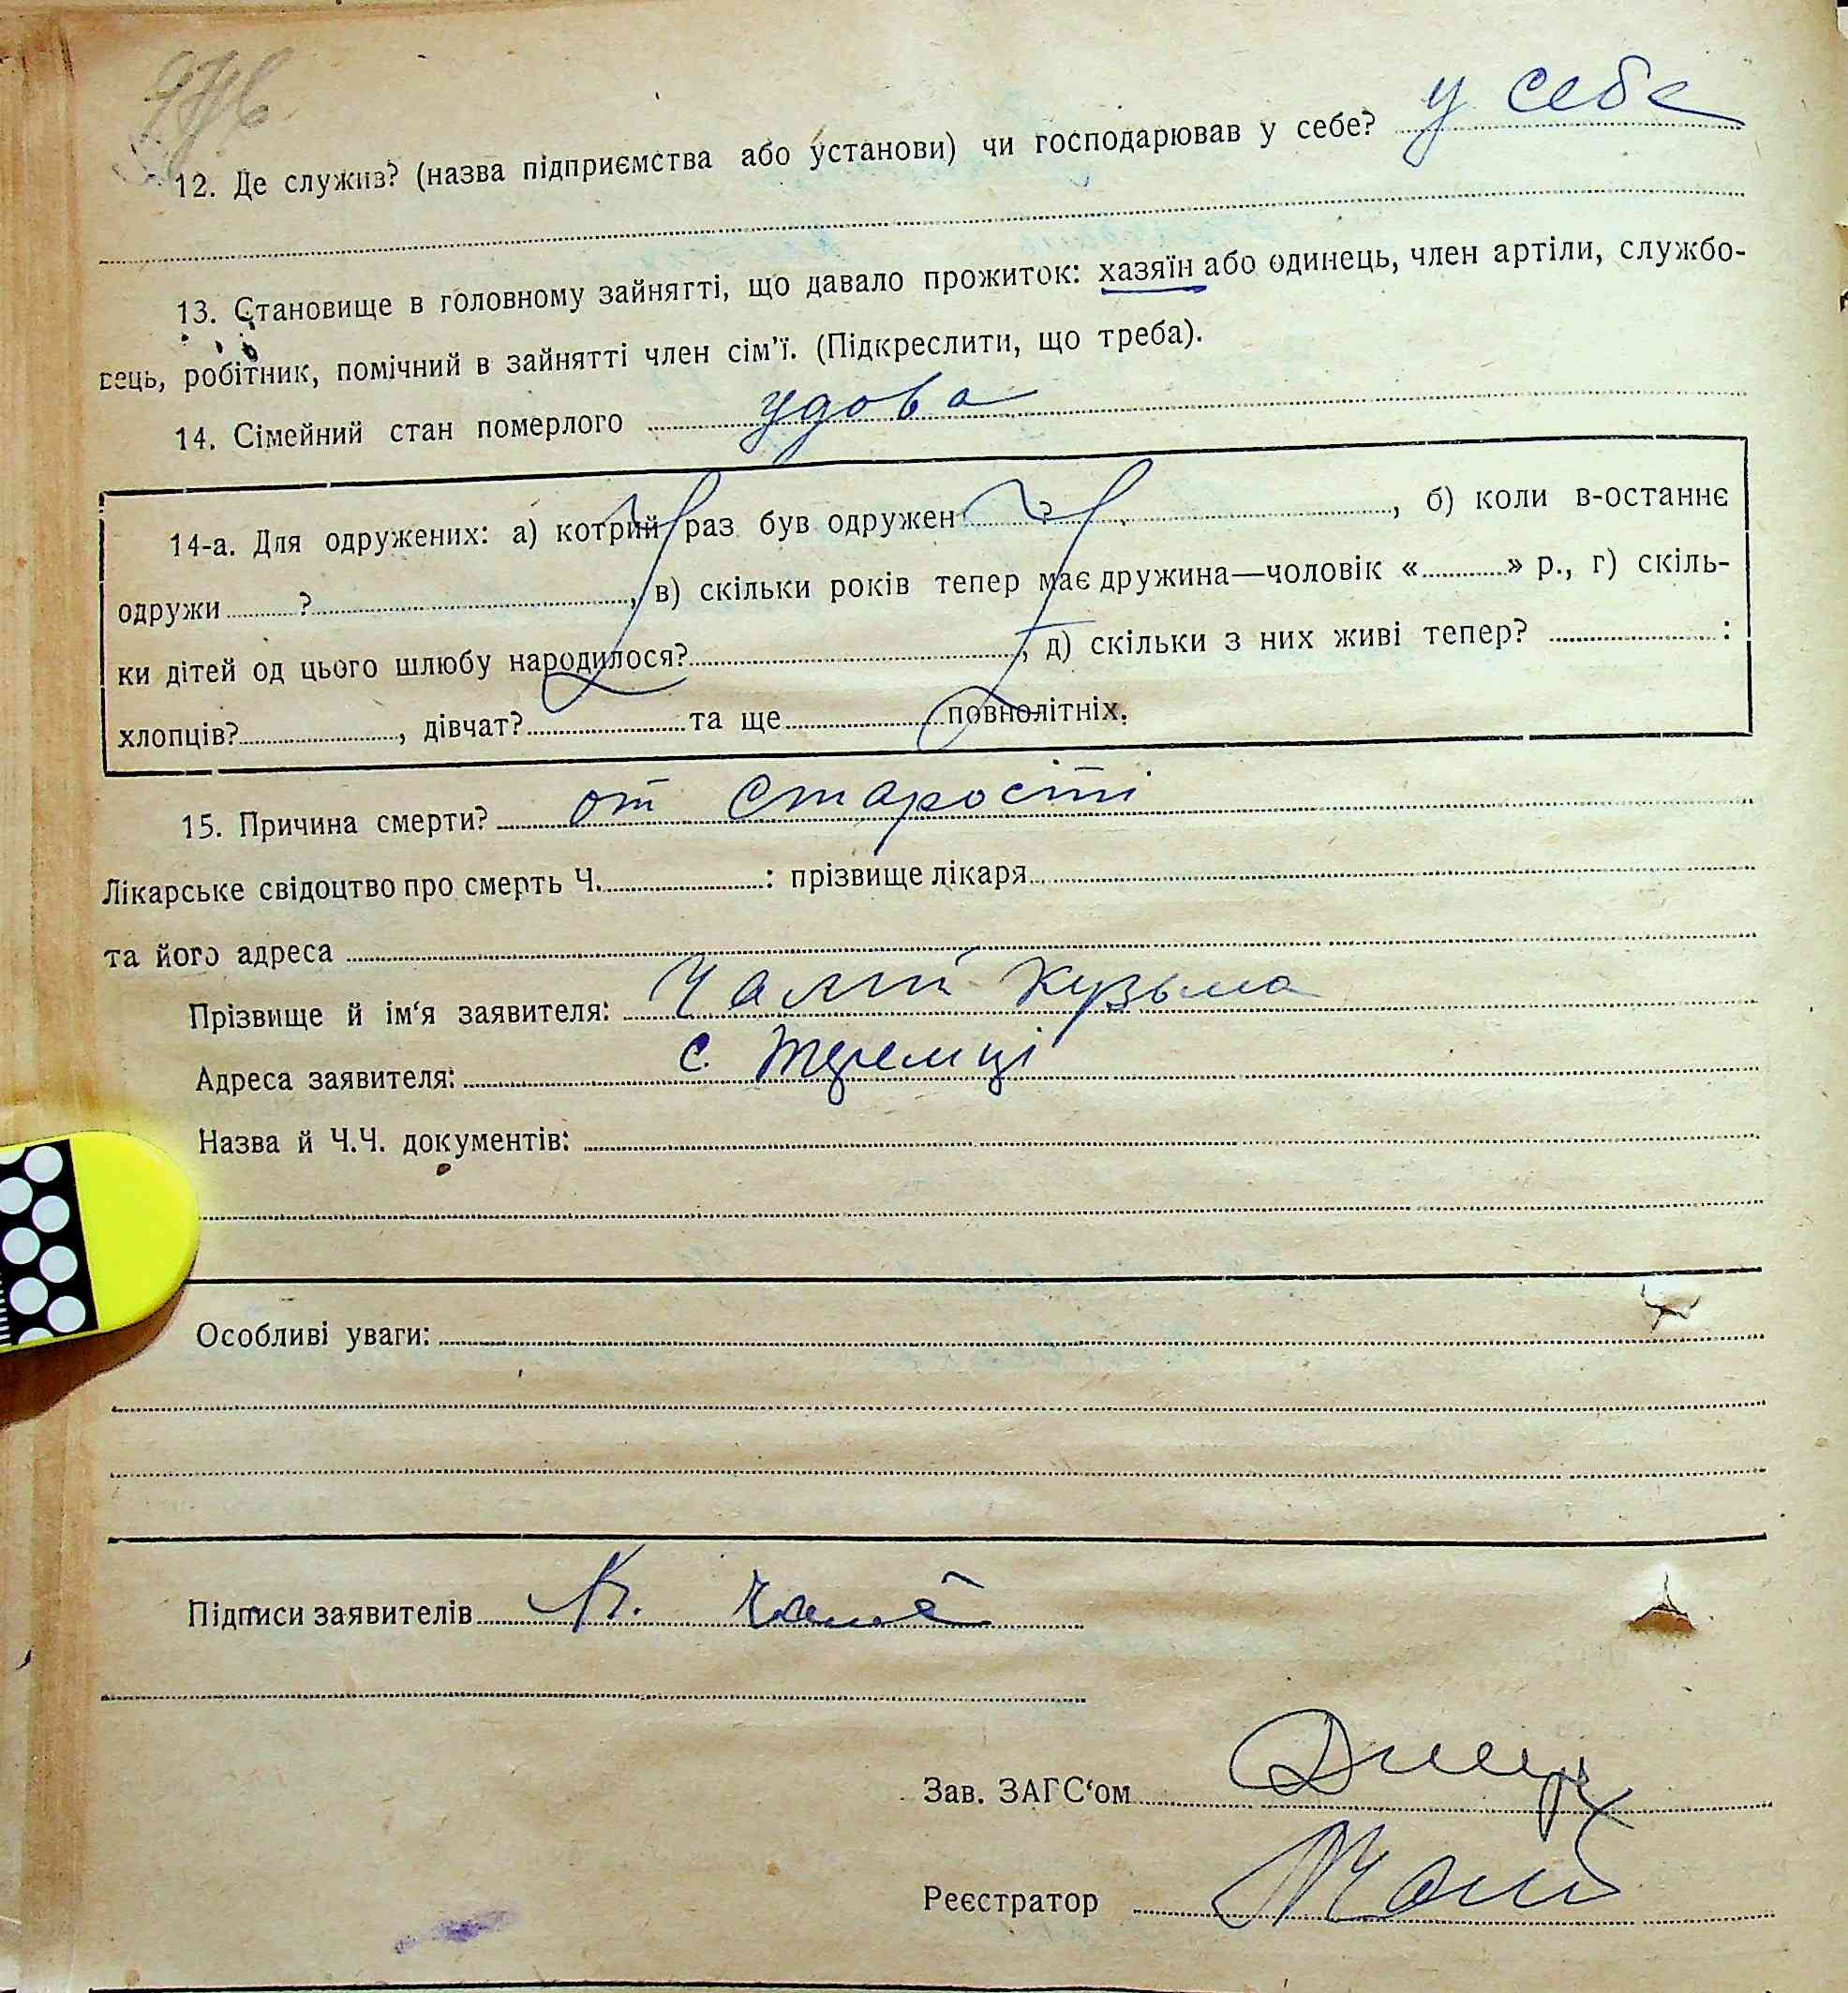 12. Де служив? (назва підприємства або установи) чи господарював у себе? у себе
13. Становище в головному зайнятті, що давало прожиток: хазяїн або одинець, член артіли, службо-
вець, робітник, помічний в зайнятті член сім'ї. (Підкреслити, що треба).
14. Сімейний стан померлого удова
14-а. Для одружених: а) котрий раз був одружен ?, б) коли в-останнє
одружи ?, в) скільки років тепер має дружина—чоловік « » р., г) скіль-
ки дітей од цього шлюбу народилося?, д) скільки з них живі тепер? :
хлопців?, дівчат? та ще повнолітніх.
15. Причина смерти? от старості
Лікарське свідоцтво про смерть Ч. : прізвище лікаря
та його адреса
Прізвище й ім'я заявителя: Чалий Кузьма
Адреса заявителя: с. Теремці
Назва й Ч.Ч. документів:
Особливі уваги:
Підписи заявителів К. Чалий
Зав. ЗАГС'ом
Реєстратор